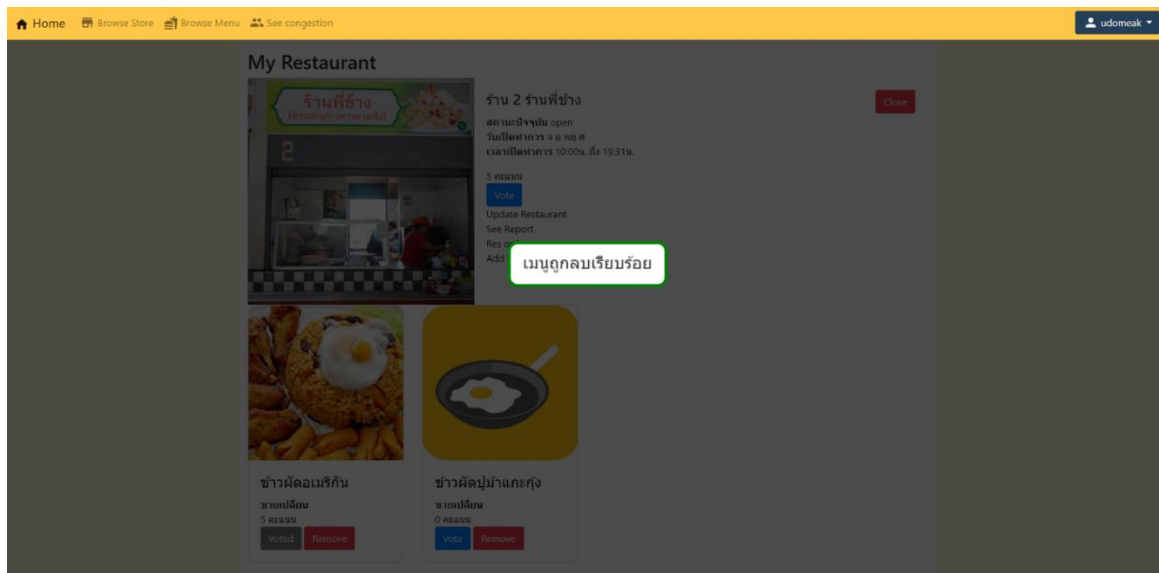 Home Browse Store Browse Menu See congestion udomeak
My Restaurant
ร้านพี่ช้าง
2
ร้าน 2 ร้านพี่ช้าง
Close
สถานะปัจจุบัน open
วันเปิดทำการ จ อ พฤ ศ
เวลาเปิดทำการ 10:00น. ถึง 19:31น.
5 คะแนน
Vote
Update Restaurant
See Report
Res
Add
เมนูถูกลบเรียบร้อย
ข้าวผัดอเมริกัน
ขายเปลี่ยน
5 คะแนน
Voted Remove
ข้าวผัดปูม้าแกะกุ้ง
ขายเปลี่ยน
0 คะแนน
Vote Remove